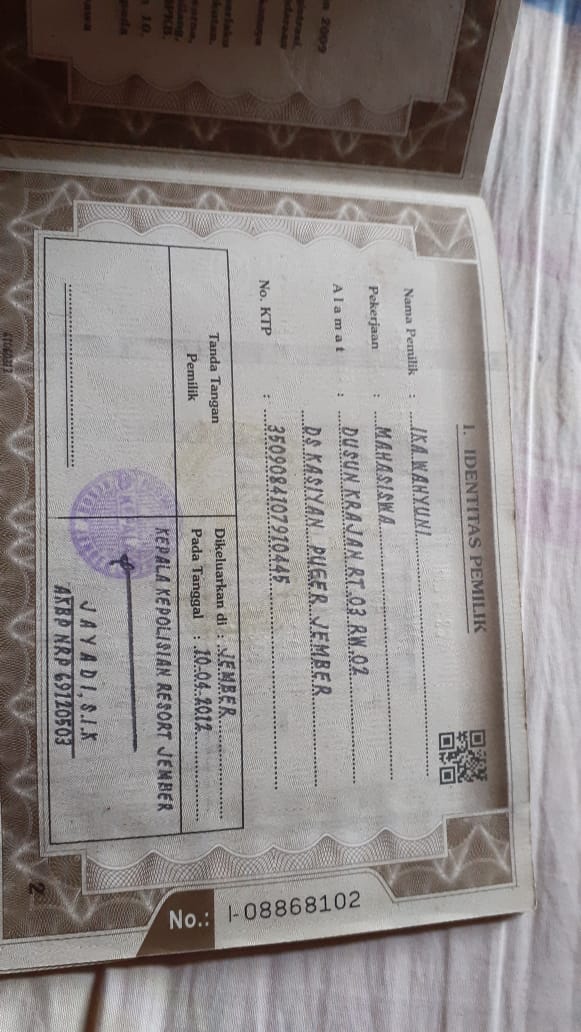 a 2009
I. IDENTITAS PEMILIK
Nama Pemilik : IKA WAHYUNI
Pekerjaan : MAHASISWA
Alamat : DUSUN KRAJAN RT.03 RW.02
DS KASIYAN PUGER JEMBER
No. KTP : 3509084107910445
Tanda Tangan
Pemilik
Dikeluarkan di : JEMBER
Pada Tanggal : 10-04-2012
KEPALA KEPOLISIAN RESORT JEMBER
JAYADI, S.I.K
AKBP NRP 69120503
2
No.: I-08868102